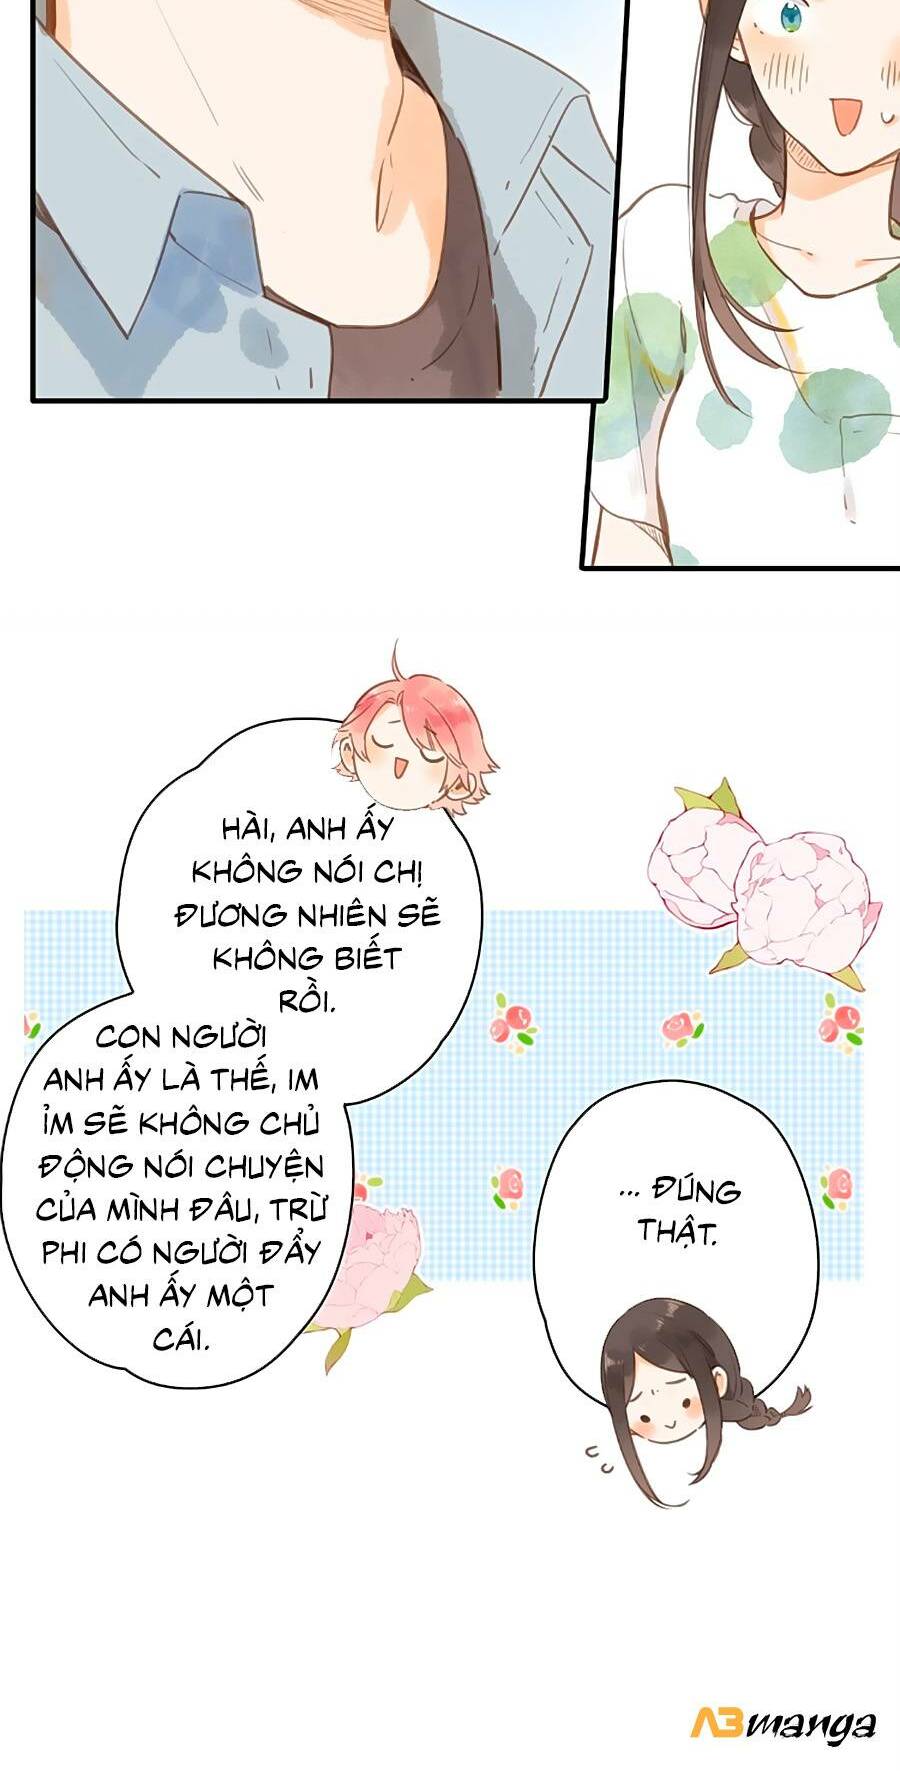 HÀI, ANH ẤY
KHÔNG NÓI CHỊ
ĐƯƠNG NHIÊN SẼ
KHÔNG BIẾT
RỒI.
CON NGƯỜI
ANH ẤY LÀ THẾ, IM
ỈM SẼ KHÔNG CHỦ
ĐỘNG NÓI CHUYỆN
CỦA MÌNH ĐÂU, TRỪ
PHI CÓ NGƯỜI ĐẨY
ANH ẤY MỘT
CÁI.
... ĐÚNG
THẬT.
A3manga